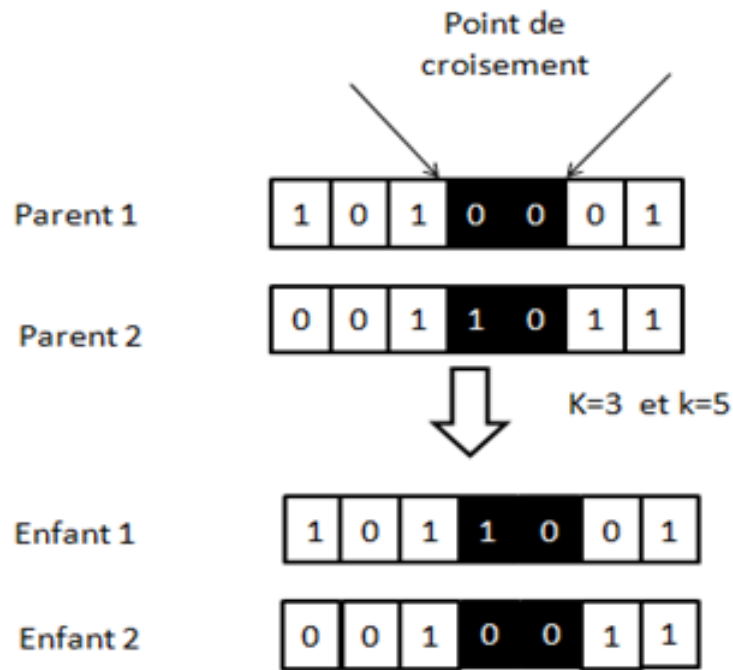 Point de
croisement
Parent 1 1 0 1 0 0 0 1
Parent 2 0 0 1 1 0 1 1
K=3 et k=5
Enfant 1 1 0 1 1 0 0 1
Enfant 2 0 0 1 0 0 1 1